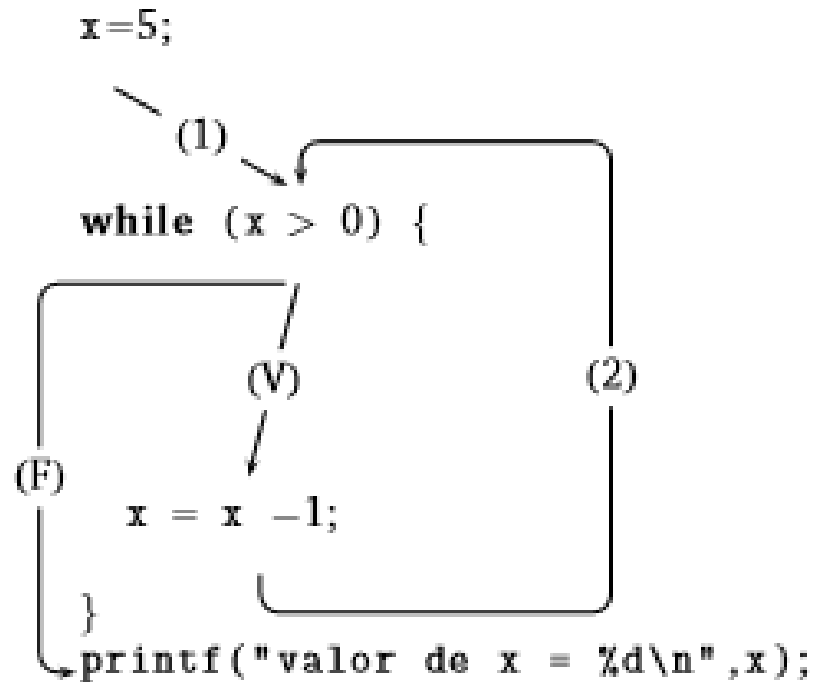 x=5;
(1)
while (x > 0) {
(V)
(2)
(F)
x = x -1;
}
printf("valor de x = %d\n",x);